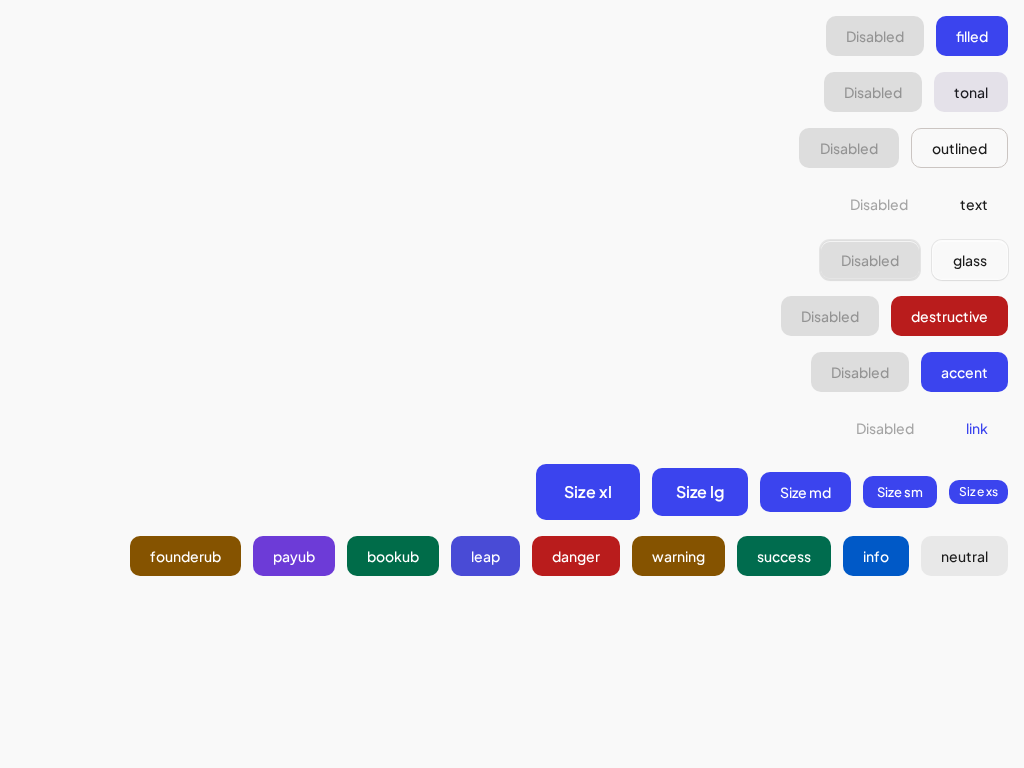 Disabled filled
Disabled tonal
Disabled outlined
Disabled text
Disabled glass
Disabled destructive
Disabled accent
Disabled link
Size xl Size lg Size md Size sm Size xs
founderub payub bookub leap danger warning success info neutral